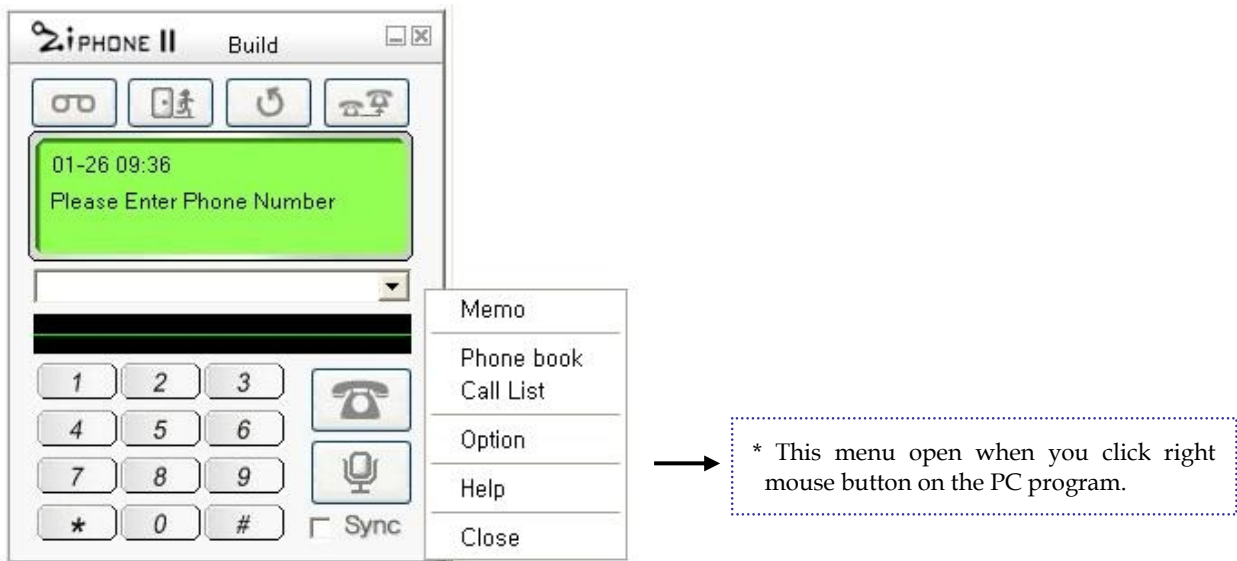 ZiPHONE II Build
01-26 09:36
Please Enter Phone Number
Memo
Phone book
Call List
Option
Help
Close
1 2 3
4 5 6
7 8 9
* 0 #
Sync
* This menu open when you click right
mouse button on the PC program.